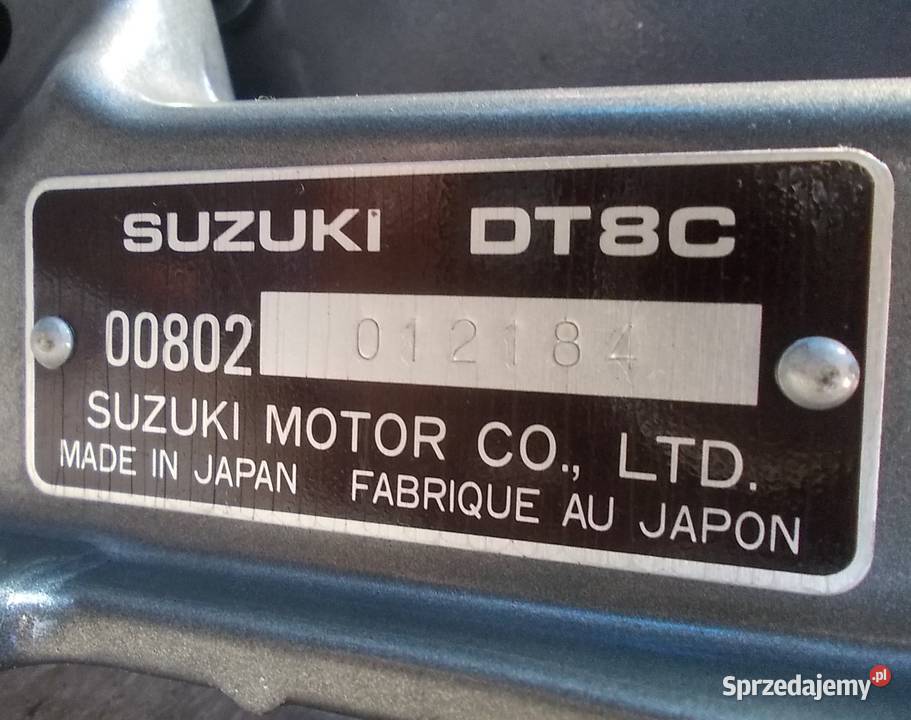 SUZUKI DT8C
00802 012184
SUZUKI MOTOR CO., LTD.
MADE IN JAPAN FABRIQUE AU JAPON
Sprzedajemy.pl